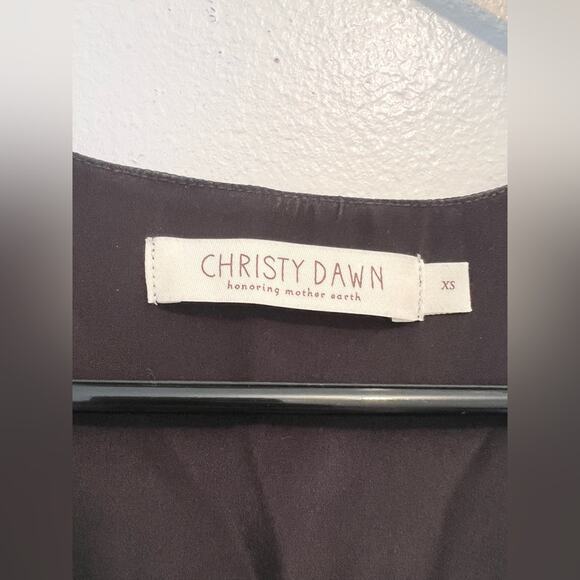 CHRISTY DAWN
honoring mother earth
XS